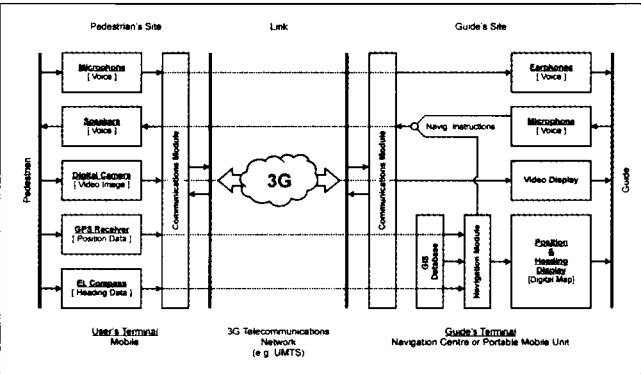 Pedestrian's Site
Link
Guide's Site
Pedestrian
Microphone
[ Voice ]
Speakers
[ Voice ]
Digital Camera
[ Video Image ]
GPS Receiver
[ Position Data ]
EL Compass
[ Heading Data ]
Communications Module
3G
Communications Module
Earphones
[ Voice ]
Navig. Instructions
Microphone
[ Voice ]
Video Display
GIS
Database
Navigation Module
Position
&
Heading
Display
[Digital Map]
Guide
User's Terminal
Mobile
3G Telecommunications
Network
(e.g. UMTS)
Guide's Terminal
Navigation Centre or Portable Mobile Unit